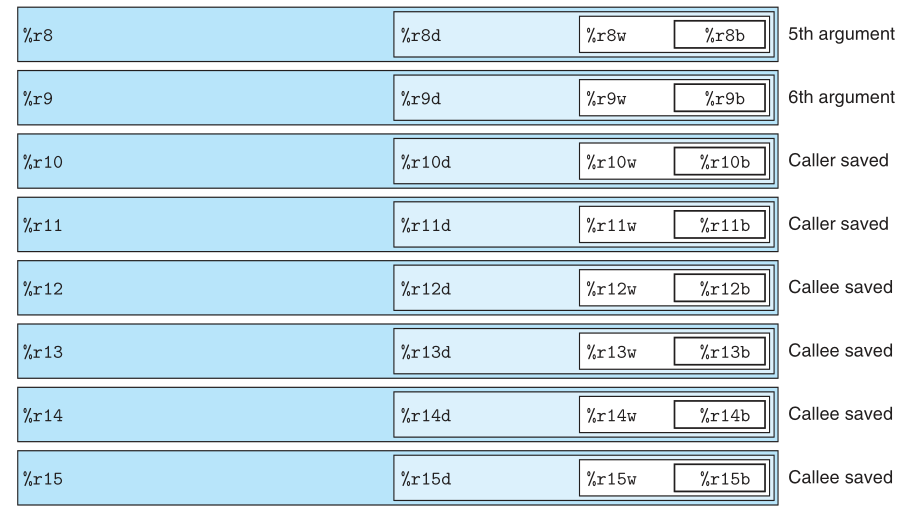 %r8 %r8d %r8w %r8b 5th argument
%r9 %r9d %r9w %r9b 6th argument
%r10 %r10d %r10w %r10b Caller saved
%r11 %r11d %r11w %r11b Caller saved
%r12 %r12d %r12w %r12b Callee saved
%r13 %r13d %r13w %r13b Callee saved
%r14 %r14d %r14w %r14b Callee saved
%r15 %r15d %r15w %r15b Callee saved